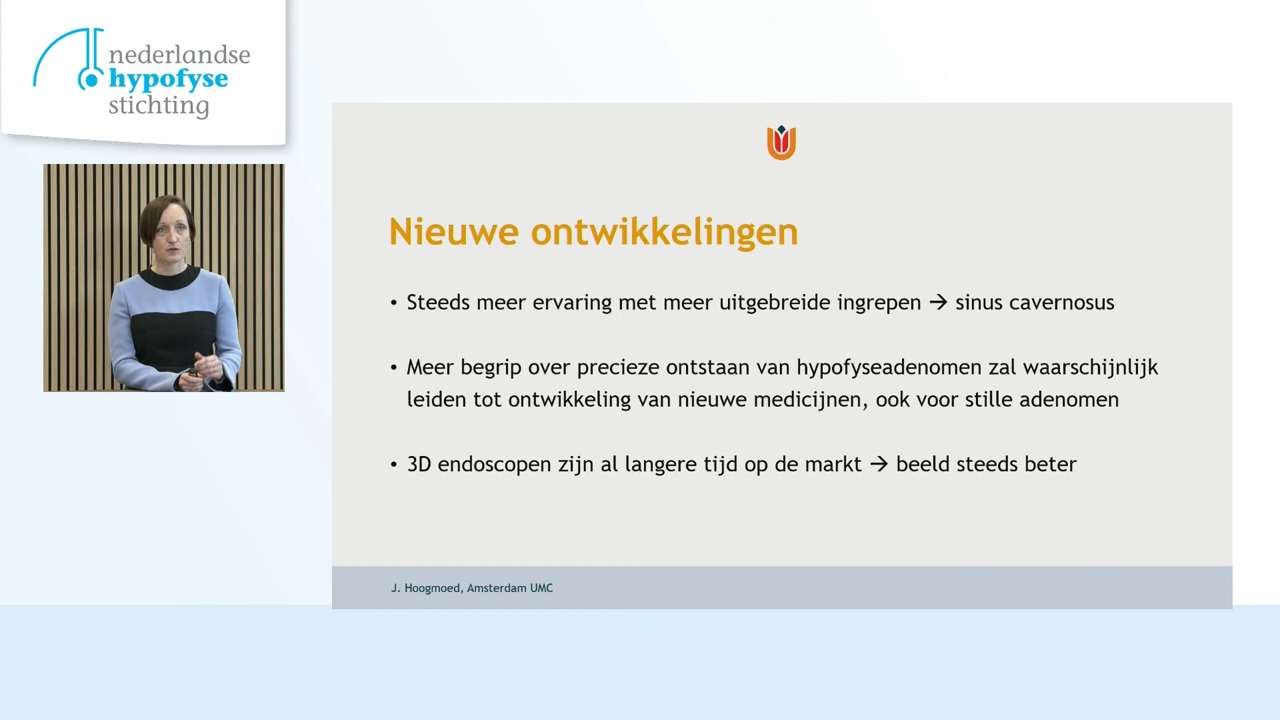 nederlandse
hypofyse
stichting
Nieuwe ontwikkelingen
• Steeds meer ervaring met meer uitgebreide ingrepen → sinus cavernosus
• Meer begrip over precieze ontstaan van hypofyseadenomen zal waarschijnlijk
leiden tot ontwikkeling van nieuwe medicijnen, ook voor stille adenomen
• 3D endoscopen zijn al langere tijd op de markt → beeld steeds beter
J. Hoogmoed, Amsterdam UMC